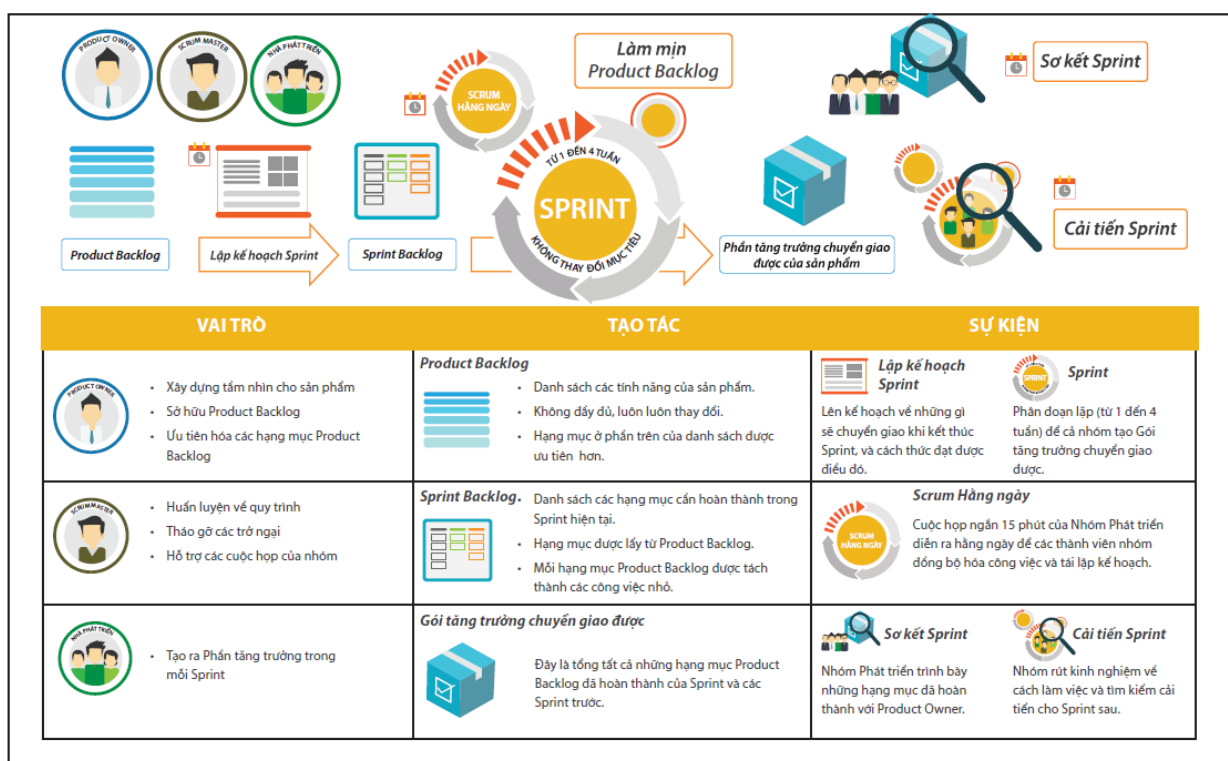 PRODUCT OWNER
SCRUM MASTER
NHÀ PHÁT TRIỂN
SCRUM
HẰNG NGÀY
Làm mịn
Product Backlog
Sơ kết Sprint
TỪ 1 ĐẾN 4 TUẦN
SPRINT
KHÔNG THAY ĐỔI MỤC TIÊU
Cải tiến Sprint
Product Backlog
Lập kế hoạch Sprint
Sprint Backlog
Phần tăng trưởng chuyển giao
được của sản phẩm
VAI TRÒ
TẠO TÁC
SỰ KIỆN
PRODUCT OWNER
• Xây dựng tầm nhìn cho sản phẩm
• Sở hữu Product Backlog
• Ưu tiên hóa các hạng mục Product
Backlog
Product Backlog
• Danh sách các tính năng của sản phẩm.
• Không đầy đủ, luôn luôn thay đổi.
• Hạng mục ở phần trên của danh sách được
ưu tiên hơn.
Lập kế hoạch
Sprint
Lên kế hoạch về những gì
sẽ chuyển giao khi kết thúc
Sprint, và cách thức đạt được
điều đó.
SPRINT
Sprint
Phân đoạn lặp (từ 1 đến 4
tuần) để cả nhóm tạo Gói
tăng trưởng chuyển giao
được.
SCRUM MASTER
• Huấn luyện về quy trình
• Tháo gỡ các trở ngại
• Hỗ trợ các cuộc họp của nhóm
Sprint Backlog.
Danh sách các hạng mục cần hoàn thành trong
Sprint hiện tại.
• Hạng mục được lấy từ Product Backlog.
• Mỗi hạng mục Product Backlog được tách
thành các công việc nhỏ.
Scrum Hằng ngày
SCRUM
HẰNG NGÀY
Cuộc họp ngắn 15 phút của Nhóm Phát triển
diễn ra hằng ngày để các thành viên nhóm
đồng bộ hóa công việc và tái lập kế hoạch.
NHÀ PHÁT TRIỂN
• Tạo ra Phần tăng trưởng trong
mỗi Sprint
Gói tăng trưởng chuyển giao được
Đây là tổng tất cả những hạng mục Product
Backlog đã hoàn thành của Sprint và các
Sprint trước.
Sơ kết Sprint
Nhóm Phát triển trình bày
những hạng mục đã hoàn
thành với Product Owner.
Cải tiến Sprint
Nhóm rút kinh nghiệm về
cách làm việc và tìm kiếm cải
tiến cho Sprint sau.